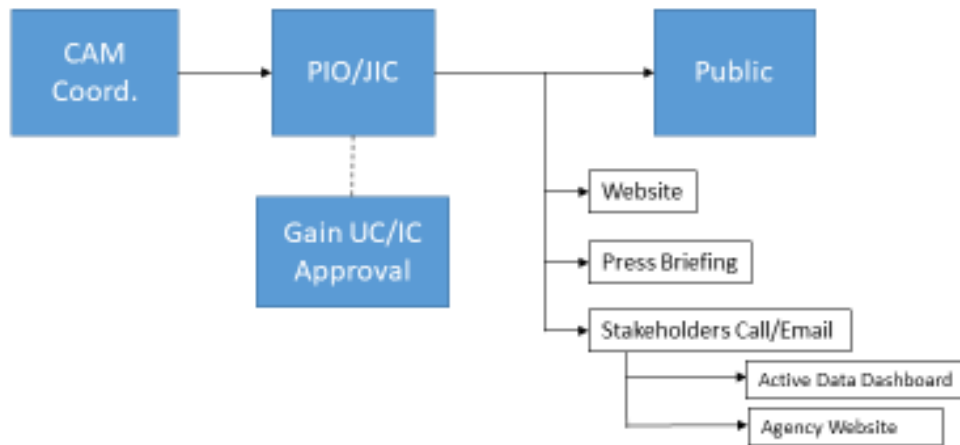 CAM
Coord.
PIO/JIC
Public
Gain UC/IC
Approval
Website
Press Briefing
Stakeholders Call/Email
Active Data Dashboard
Agency Website